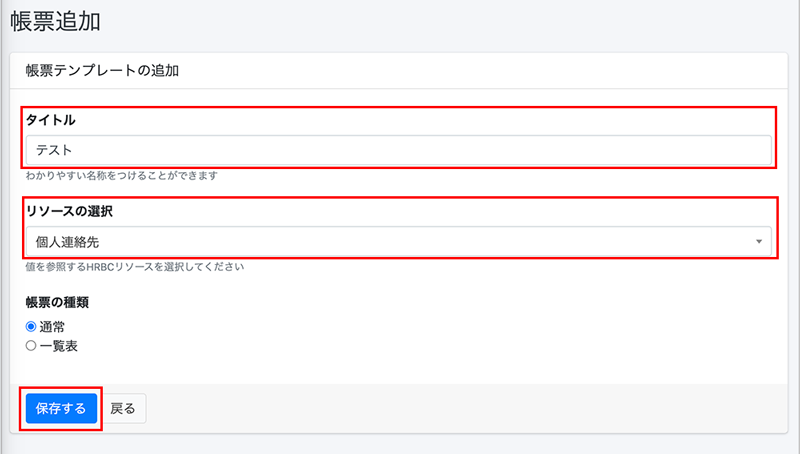 帳票追加
帳票テンプレートの追加
タイトル
テスト
わかりやすい名称をつけることができます
リソースの選択
個人連絡先
値を参照するHRBCリソースを選択してください
帳票の種類
通常
一覧表
保存する 戻る